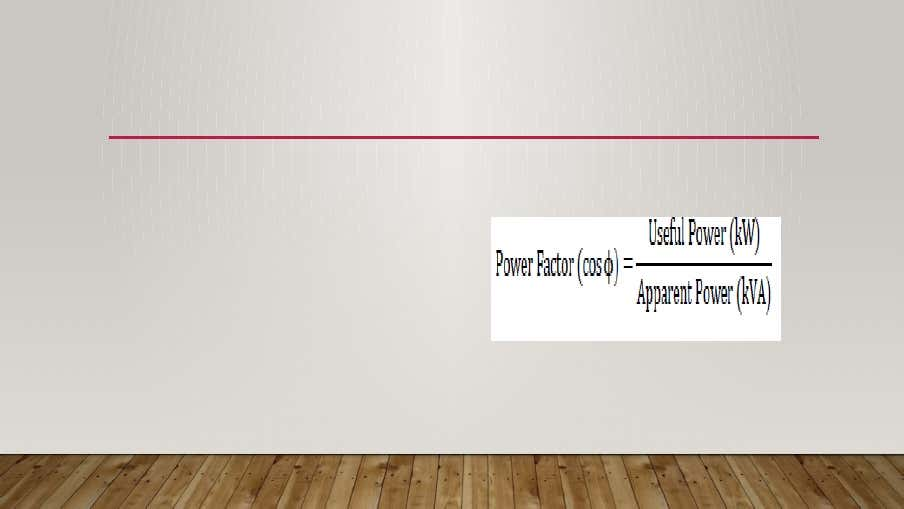 Power Factor (cos ϕ) = Useful Power (kW)
Apparent Power (kVA)